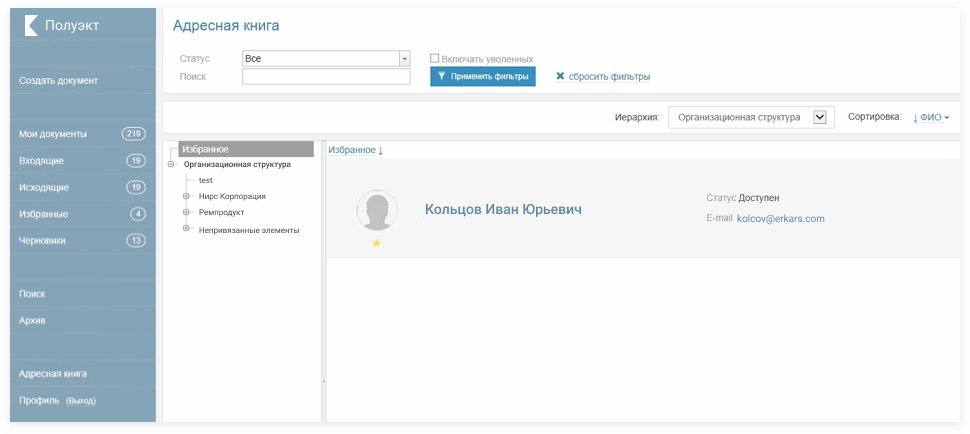 Полуэкт
Создать документ
Мои документы 219
Входящие 19
Исходящие 19
Избранные 4
Черновики 13
Поиск
Архив
Адресная книга
Профиль (Выход)
Адресная книга
Статус Все Включать уволенных
Поиск Применить фильтры сбросить фильтры
Иерархия: Организационная структура Сортировка: ↓ ФИО
Избранное
Организационная структура
test
Нирс Корпорация
Ремпродукт
Непривязанные элементы
Избранное ↓
Кольцов Иван Юрьевич
Статус Доступен
E-mail kolcov@erkars.com